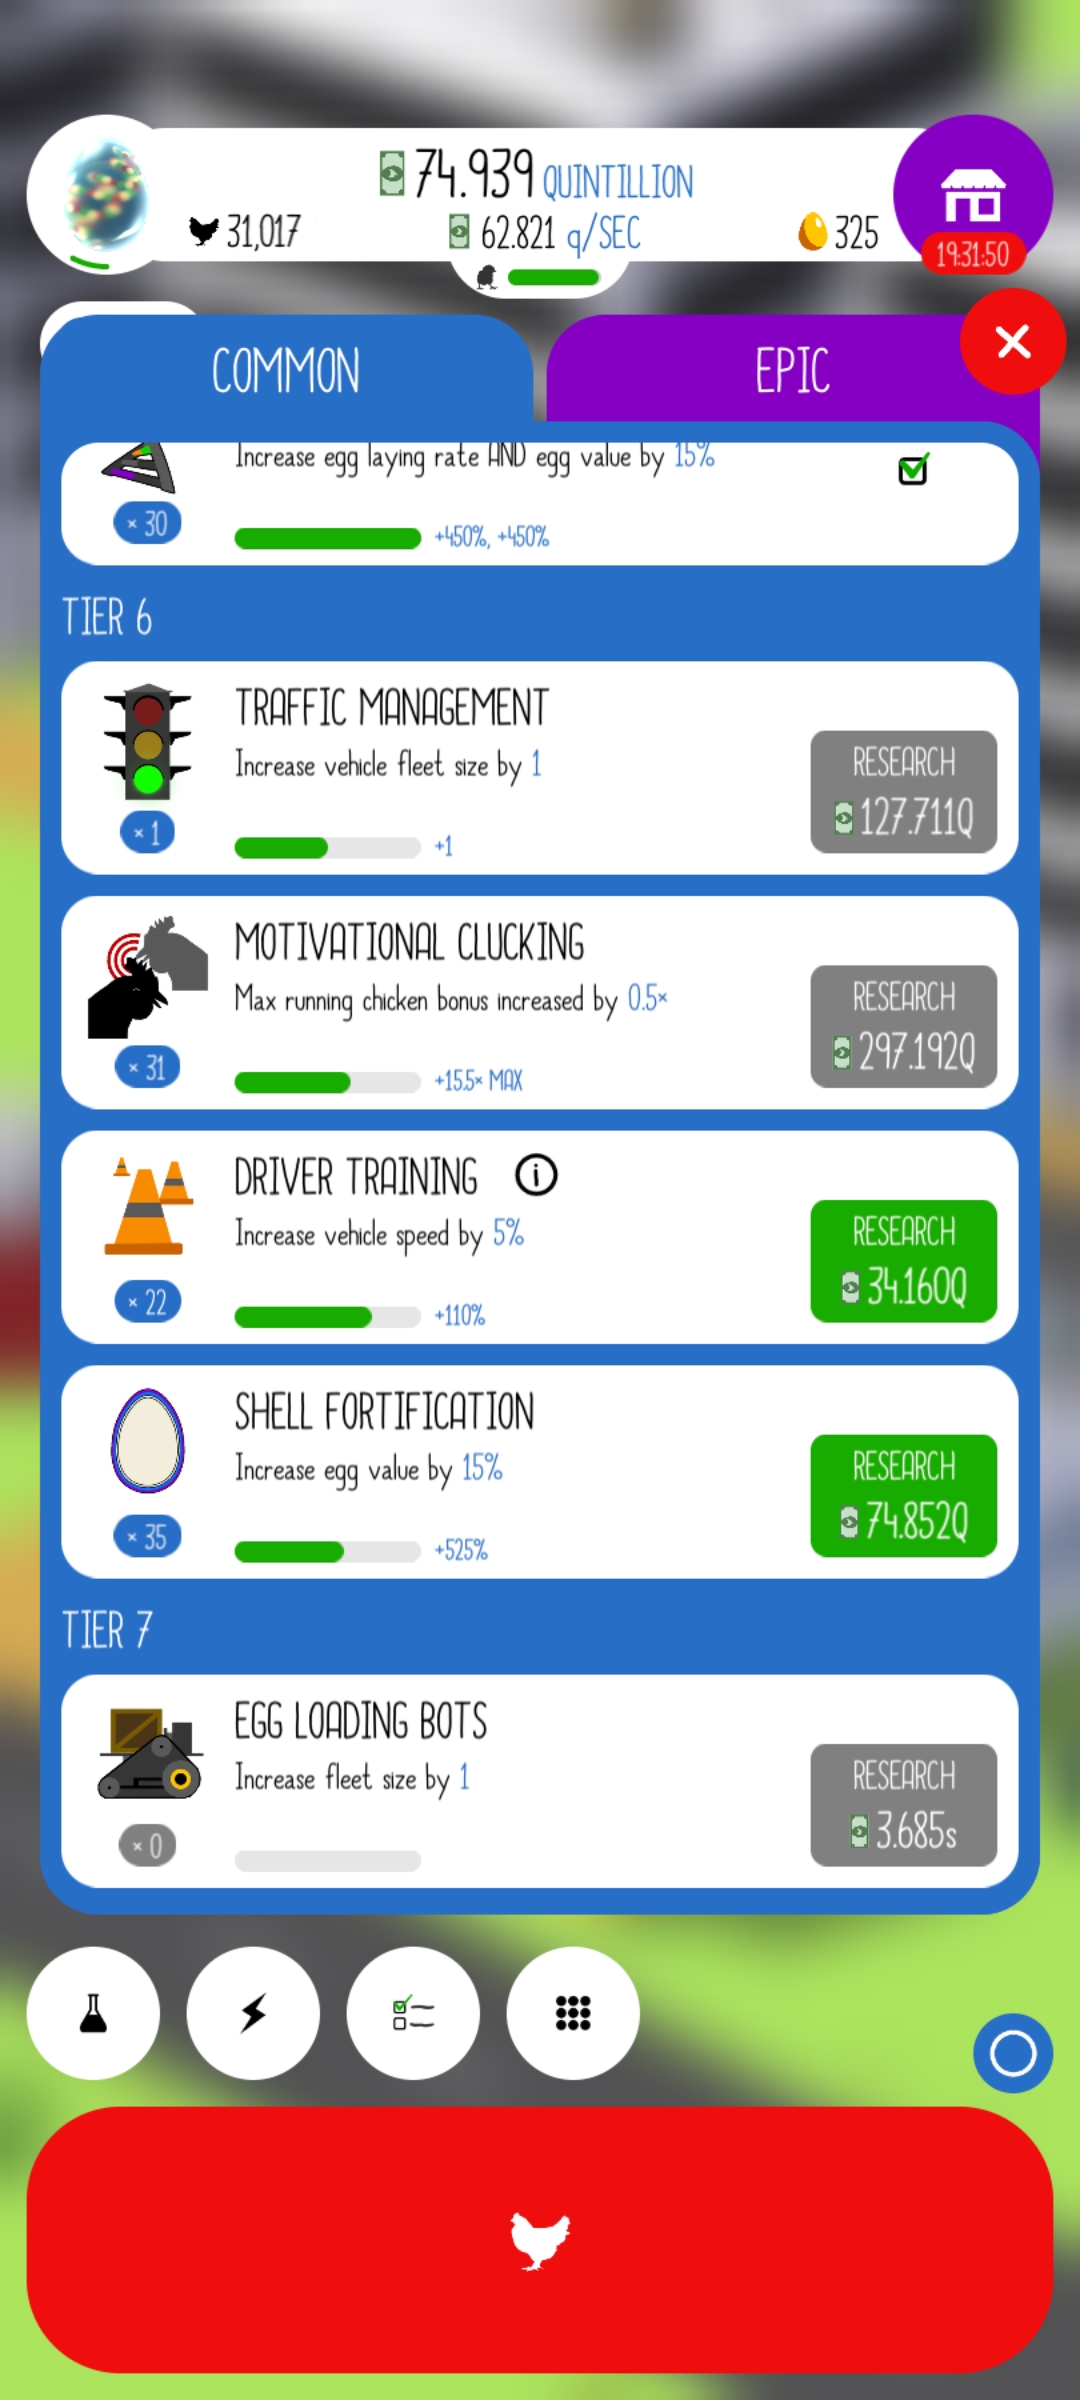 74.939 QUINTILLION
31,017
62.821 q/SEC
325
19:31:50
COMMON
EPIC
Increase egg laying rate AND egg value by 15%
× 30
+450%, +450%
TIER 6
TRAFFIC MANAGEMENT
Increase vehicle fleet size by 1
RESEARCH
127.711Q
× 1
+1
MOTIVATIONAL CLUCKING
Max running chicken bonus increased by 0.5×
RESEARCH
297.192Q
× 31
+15.5× MAX
DRIVER TRAINING
Increase vehicle speed by 5%
RESEARCH
34.160Q
× 22
+110%
SHELL FORTIFICATION
Increase egg value by 15%
RESEARCH
74.852Q
× 35
+525%
TIER 7
EGG LOADING BOTS
Increase fleet size by 1
RESEARCH
3.685s
× 0